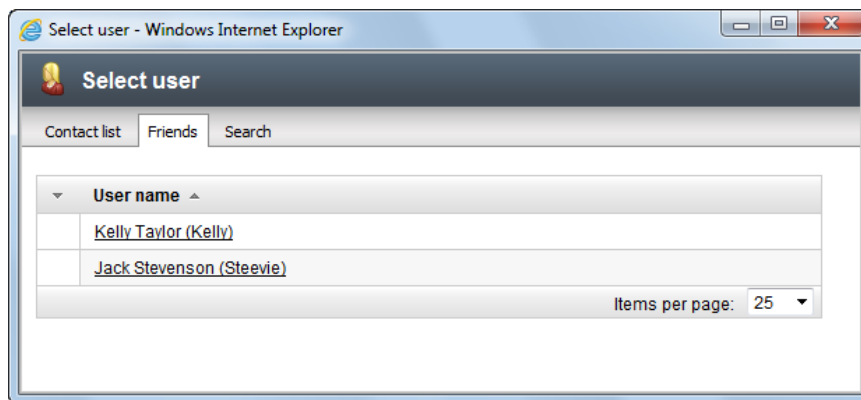 Select user - Windows Internet Explorer
Select user
Contact list Friends Search
User name
Kelly Taylor (Kelly)
Jack Stevenson (Steevie)
Items per page: 25